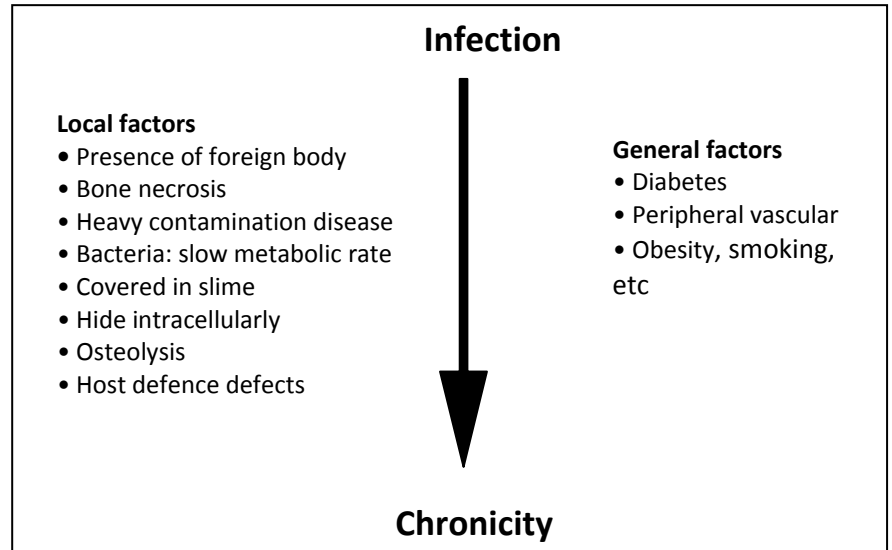 Infection
Local factors
• Presence of foreign body
• Bone necrosis
• Heavy contamination disease
• Bacteria: slow metabolic rate
• Covered in slime
• Hide intracellularly
• Osteolysis
• Host defence defects
General factors
• Diabetes
• Peripheral vascular
• Obesity, smoking,
etc
Chronicity